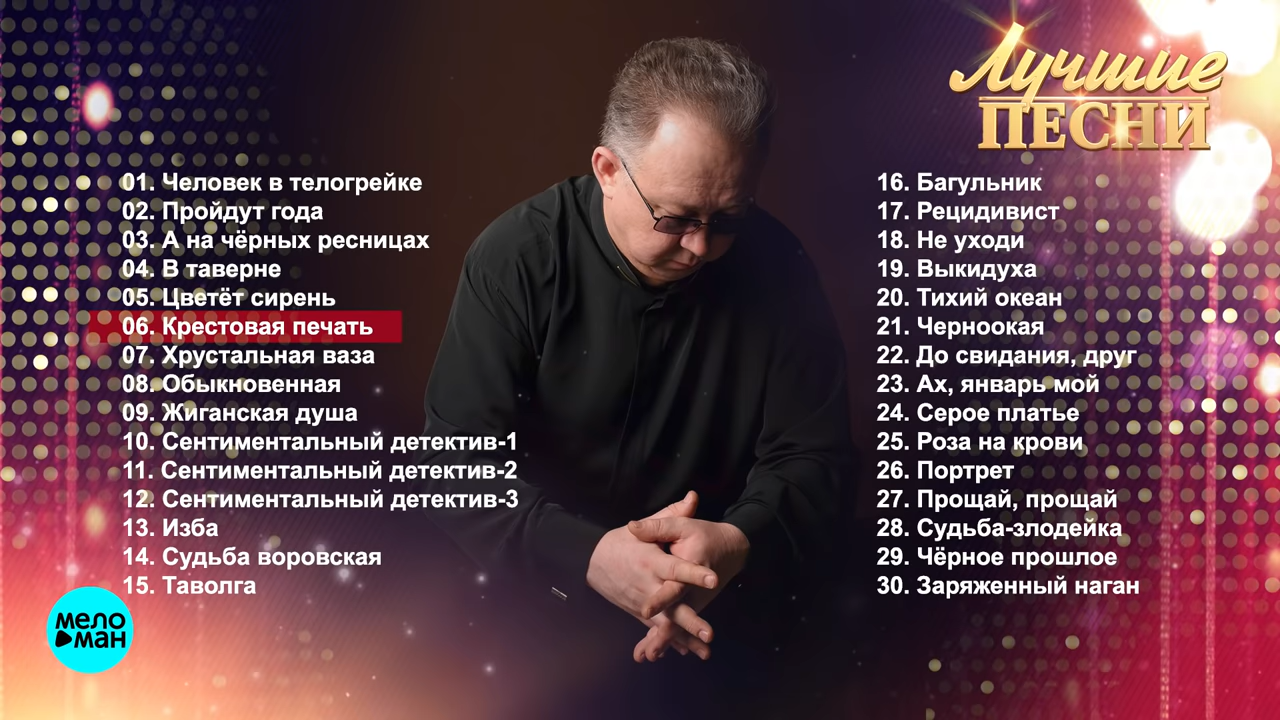 Лучшие
ПЕСНИ
01. Человек в телогрейке
02. Пройдут года
03. А на чёрных ресницах
04. В таверне
05. Цветёт сирень
06. Крестовая печать
07. Хрустальная ваза
08. Обыкновенная
09. Жиганская душа
10. Сентиментальный детектив-1
11. Сентиментальный детектив-2
12. Сентиментальный детектив-3
13. Изба
14. Судьба воровская
15. Таволга
16. Багульник
17. Рецидивист
18. Не уходи
19. Выкидуха
20. Тихий океан
21. Черноокая
22. До свидания, друг
23. Ах, январь мой
24. Серое платье
25. Роза на крови
26. Портрет
27. Прощай, прощай
28. Судьба-злодейка
29. Чёрное прошлое
30. Заряженный наган
мело
ман